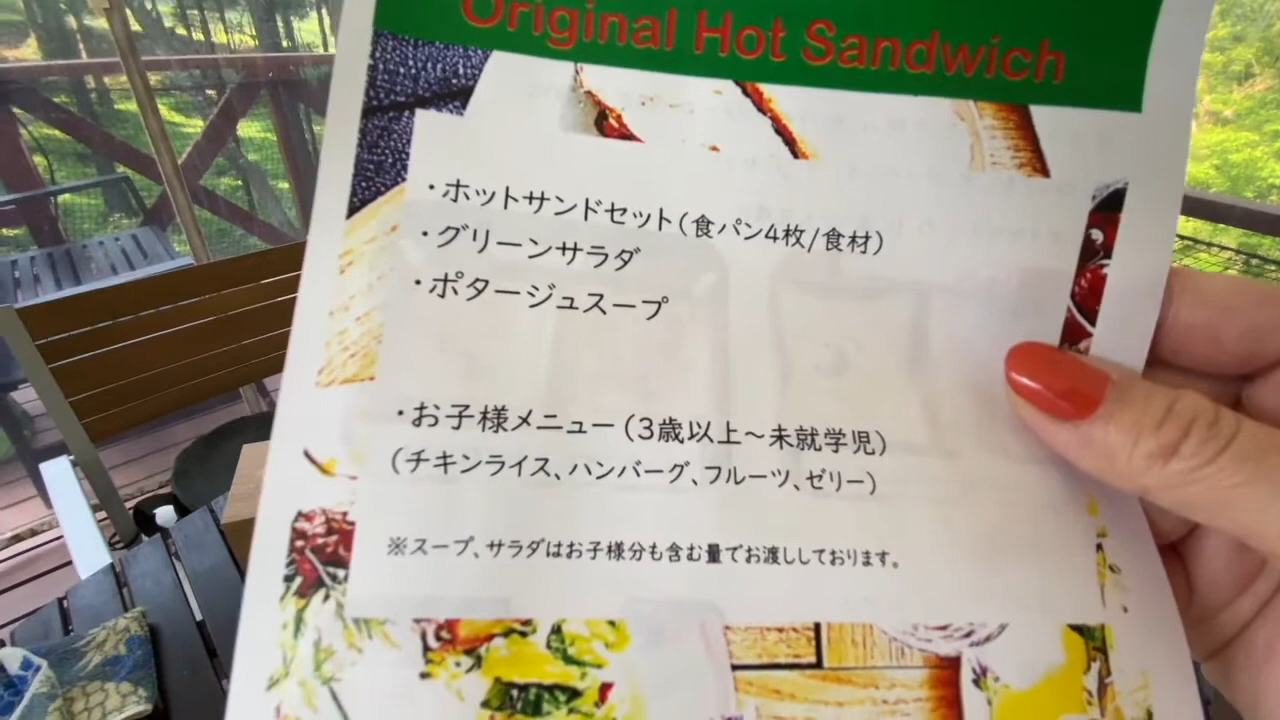 Original Hot Sandwich
・ホットサンドセット(食パン4枚/食材)
・グリーンサラダ
・ポタージュスープ
・お子様メニュー(3歳以上～未就学児)
(チキンライス、ハンバーグ、フルーツ、ゼリー)
※スープ、サラダはお子様分も含む量でお渡ししております。